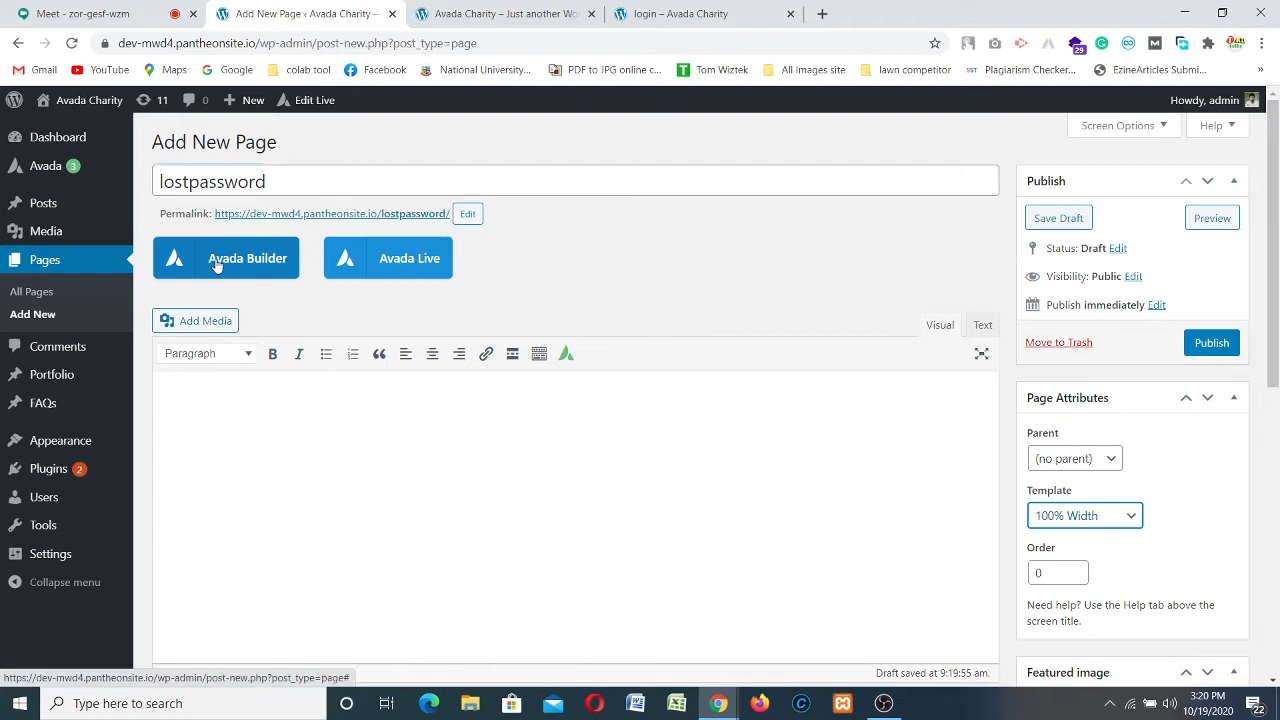 Meet – zor-gesf-wzm
Add New Page ‹ Avada Charity —
Avada Charity – Just another Wo
login – Avada Charity
dev-mwd4.pantheonsite.io/wp-admin/post-new.php?post_type=page
29
Gmail
YouTube
Maps
Google
colab tool
Facebook
National University...
PDF to JPG online c...
Tom Wiztek
All Images site
lawn competitor
SST
Plagiarism Checker...
EzineArticles Submi...
»
Avada Charity
11
0
New
Edit Live
Howdy, admin
Dashboard
Avada 3
Posts
Media
Pages
All Pages
Add New
Comments
Portfolio
FAQs
Appearance
Plugins 2
Users
Tools
Settings
Collapse menu
Screen Options
Help
Add New Page
lostpassword
Permalink: https://dev-mwd4.pantheonsite.io/lostpassword/ Edit
Avada Builder
Avada Live
Add Media
Visual
Text
Paragraph
B I
Draft saved at 9:19:55 am.
Publish
Save Draft
Preview
Status: Draft Edit
Visibility: Public Edit
Publish immediately Edit
Move to Trash
Publish
Page Attributes
Parent
(no parent)
Template
100% Width
Order
0
Need help? Use the Help tab above the
screen title.
Featured image
https://dev-mwd4.pantheonsite.io/wp-admin/post-new.php?post_type=page#
Type here to search
3:20 PM
10/19/2020
22